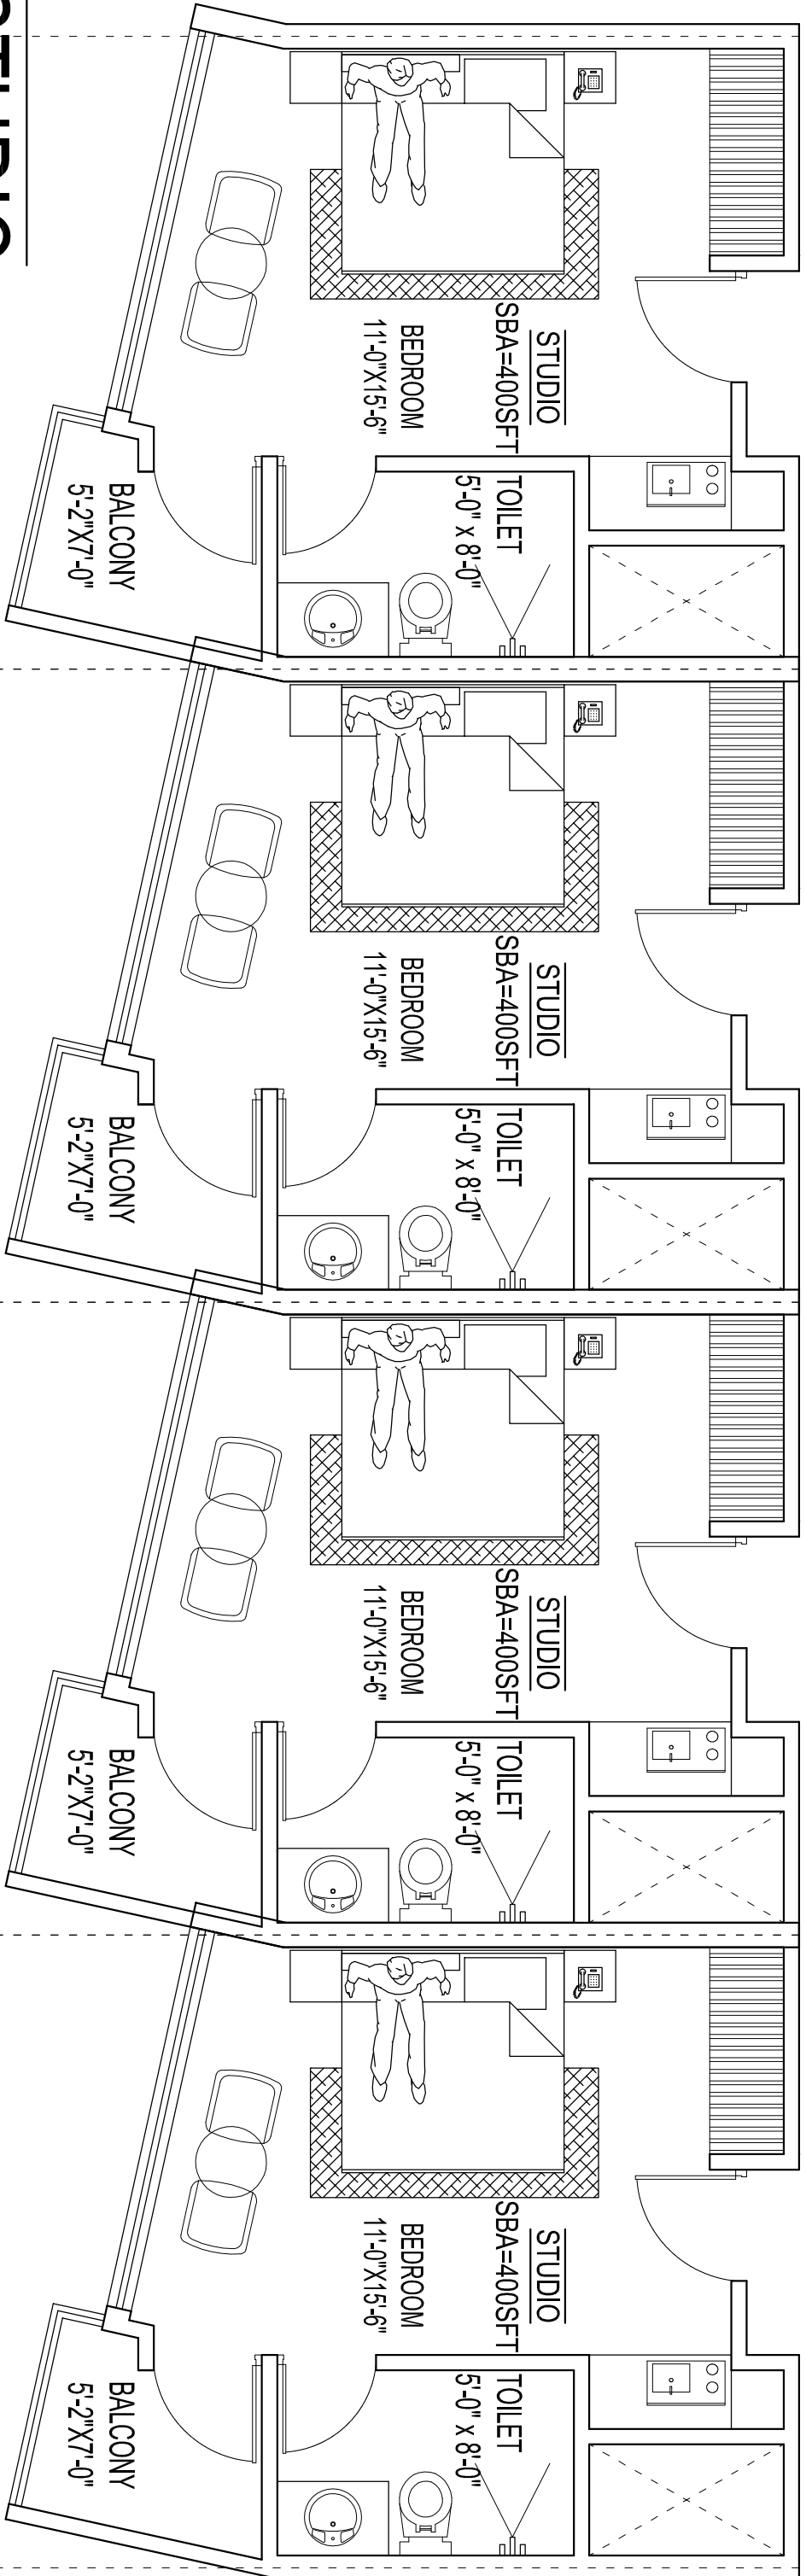 STUDIO
STUDIO
SBA=400SFT
BEDROOM
11'-0"X15'-6"
TOILET
5'-0" x 8'-0"
BALCONY
5'-2"X7'-0"
STUDIO
SBA=400SFT
BEDROOM
11'-0"X15'-6"
TOILET
5'-0" x 8'-0"
BALCONY
5'-2"X7'-0"
STUDIO
SBA=400SFT
BEDROOM
11'-0"X15'-6"
TOILET
5'-0" x 8'-0"
BALCONY
5'-2"X7'-0"
STUDIO
SBA=400SFT
BEDROOM
11'-0"X15'-6"
TOILET
5'-0" x 8'-0"
BALCONY
5'-2"X7'-0"